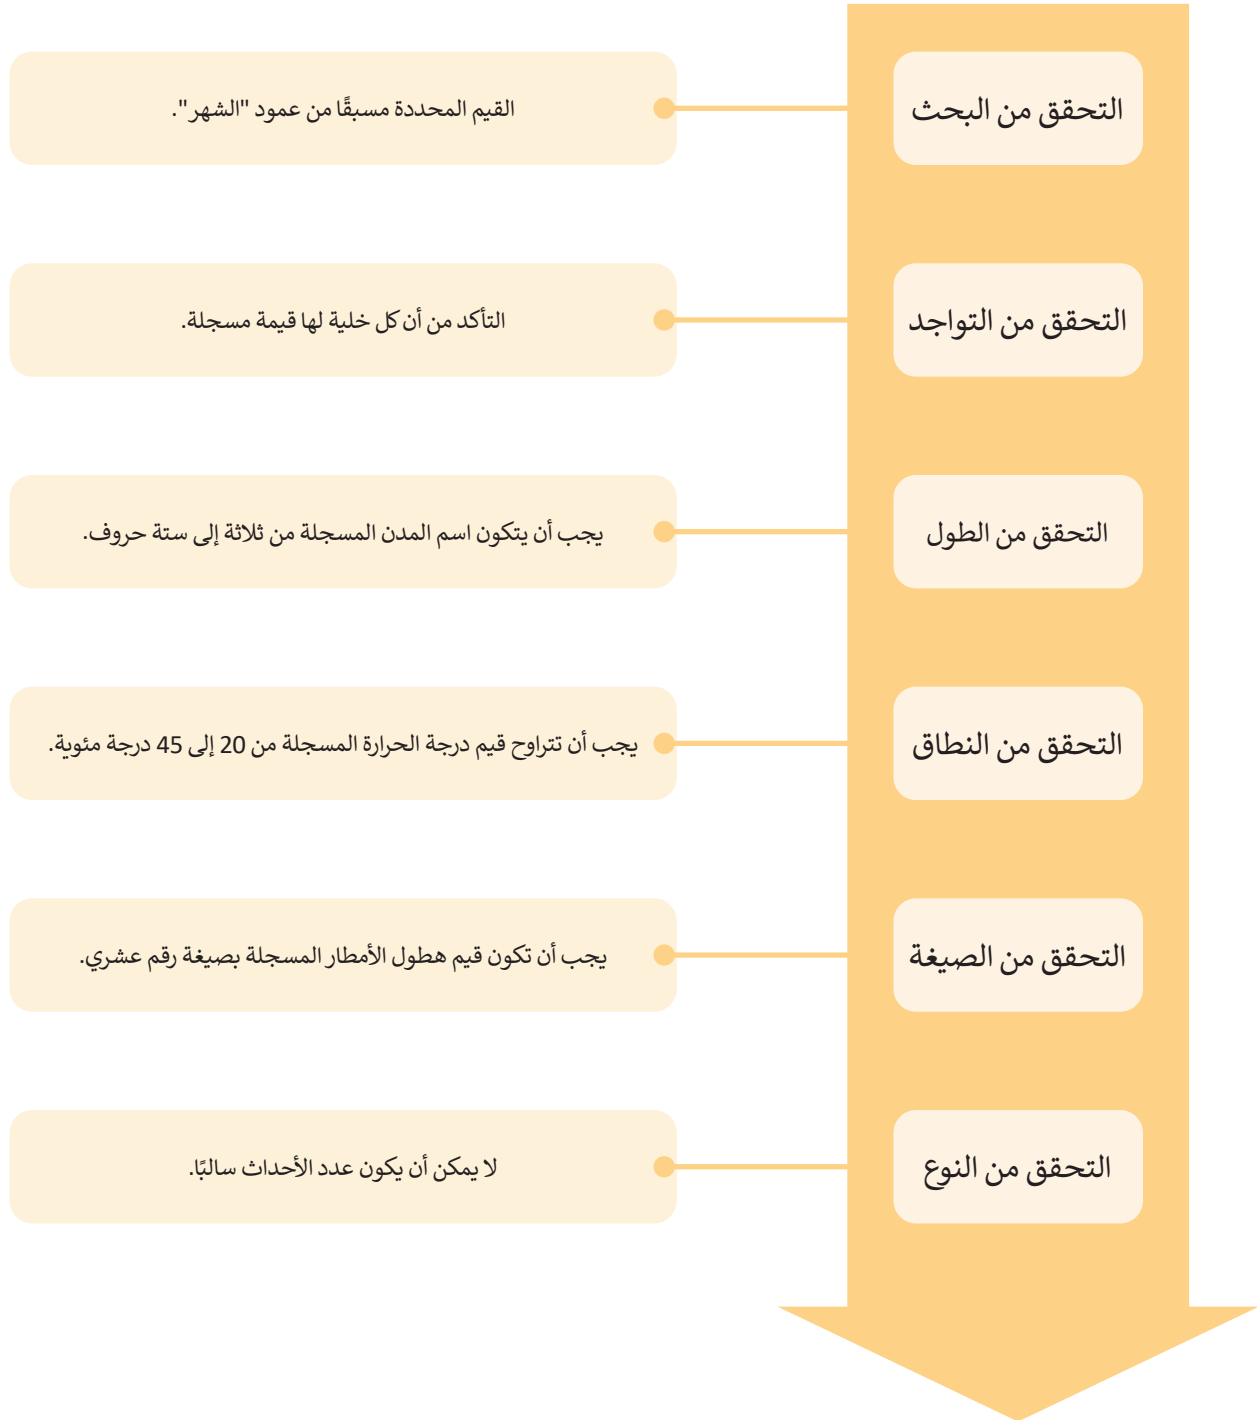 التحقق من البحث
القيم المحددة مسبقًا من عمود "الشهر".
التحقق من التواجد
التأكد من أن كل خلية لها قيمة مسجلة.
التحقق من الطول
يجب أن يتكون اسم المدن المسجلة من ثلاثة إلى ستة حروف.
التحقق من النطاق
يجب أن تتراوح قيم درجة الحرارة المسجلة من 20 إلى 45 درجة مئوية.
التحقق من الصيغة
يجب أن تكون قيم هطول الأمطار المسجلة بصيغة رقم عشري.
التحقق من النوع
لا يمكن أن يكون عدد الأحداث سالبًا.